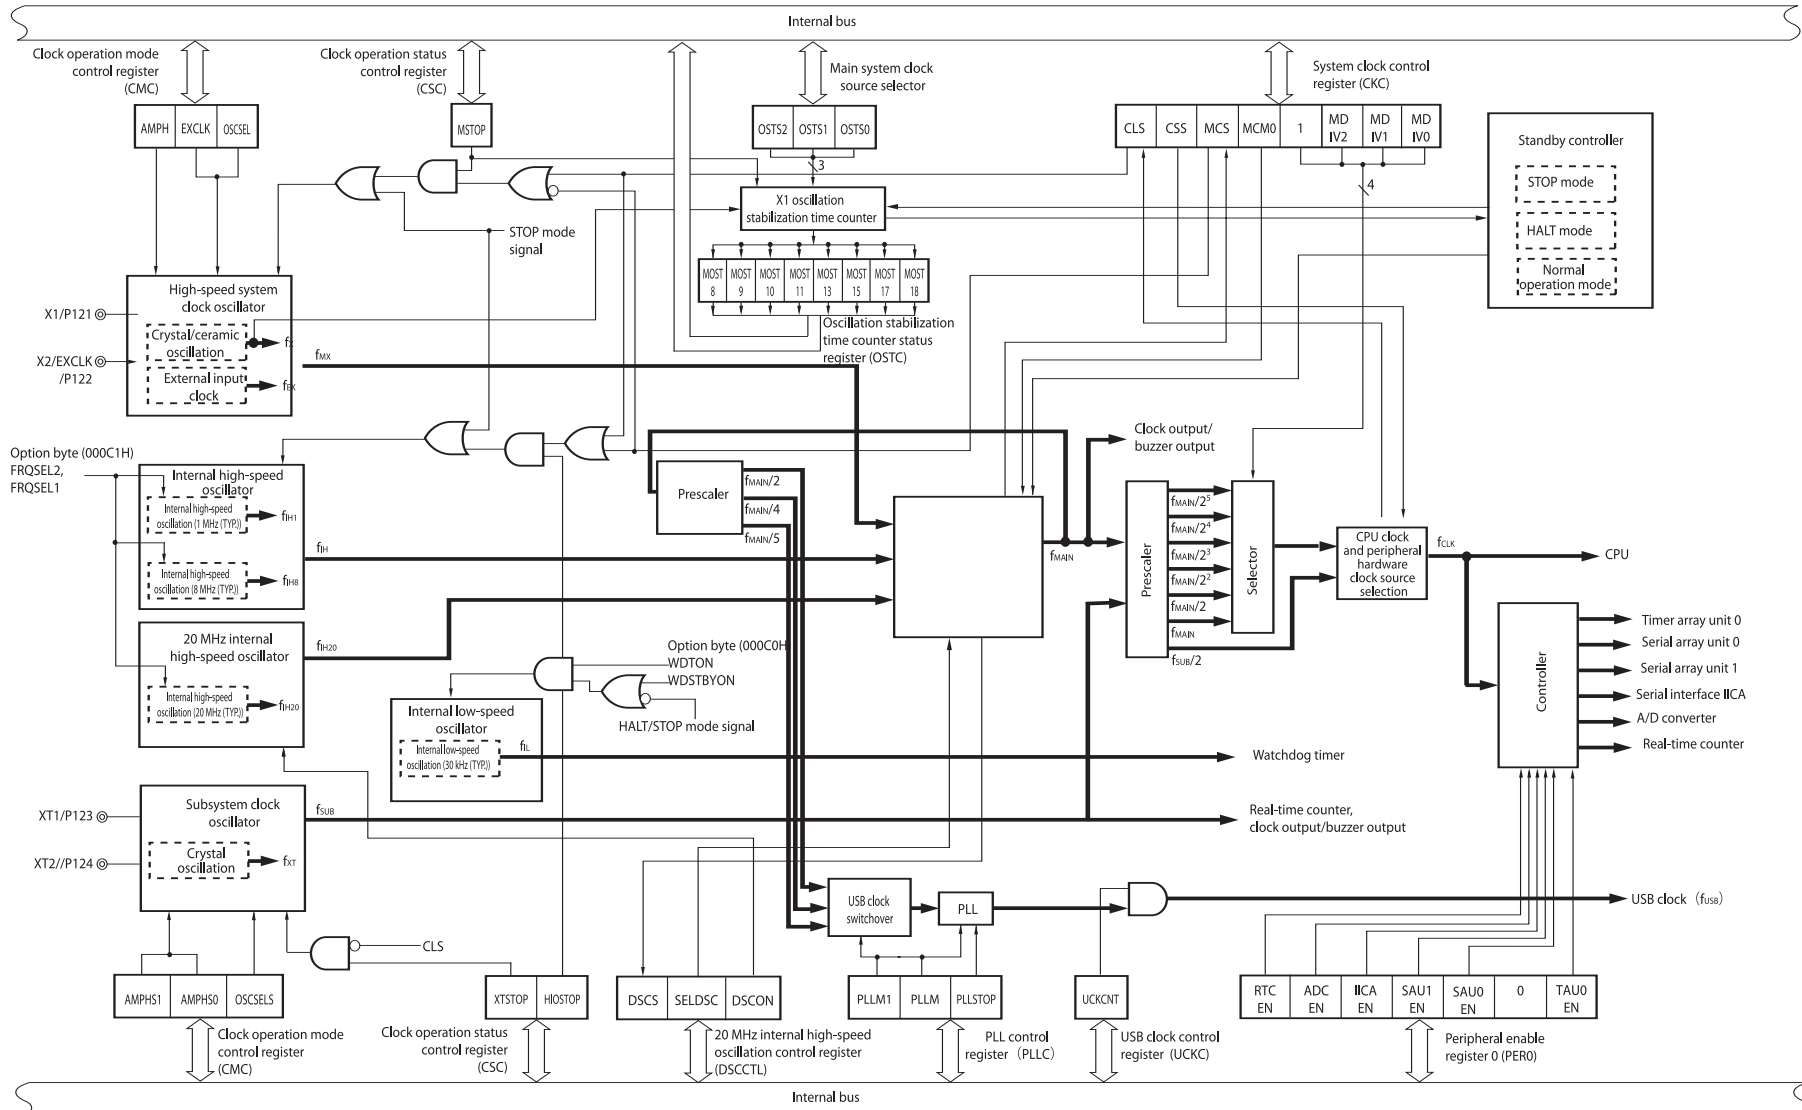 Internal bus
Clock operation mode
control register
(CMC)
Clock operation status
control register
(CSC)
Main system clock
source selector
System clock control
register (CKC)
AMPH EXCLK OSCSEL
MSTOP
OSTS2 OSTS1 OSTS0
CLS CSS MCS MCM0 1 MD IV2 MD IV1 MD IV0
Standby controller
STOP mode
HALT mode
Normal
operation mode
3
4
X1 oscillation
stabilization time counter
STOP mode
signal
MOST 8 MOST 9 MOST 10 MOST 11 MOST 13 MOST 15 MOST 17 MOST 18
Oscillation stabilization
time counter status
register (OSTC)
High-speed system
clock oscillator
X1/P121
Crystal/ceramic
oscillation
fX
X2/EXCLK
/P122
External input
clock
fEX
fMX
Option byte (000C1H)
FRQSEL2,
FRQSEL1
Internal high-speed
oscillator
Internal high-speed
oscillation (1 MHz (TYP.))
fIH1
fIH
Internal high-speed
oscillation (8 MHz (TYP.))
fIH8
20 MHz internal
high-speed oscillator
fIH20
Internal high-speed
oscillation (20 MHz (TYP.))
fIH20
Prescaler
fMAIN/2
fMAIN/4
fMAIN/5
Clock output/
buzzer output
fMAIN
Prescaler
fMAIN/2⁵
fMAIN/2⁴
fMAIN/2³
fMAIN/2²
fMAIN/2
fMAIN
fSUB/2
Selector
CPU clock
and peripheral
hardware
clock source
selection
fCLK
CPU
Controller
Timer array unit 0
Serial array unit 0
Serial array unit 1
Serial interface IICA
A/D converter
Real-time counter
Option byte (000C0H)
WDTON
WDSTBYON
HALT/STOP mode signal
Internal low-speed
oscillator
Internal low-speed
oscillation (30 kHz (TYP.))
fIL
Watchdog timer
Subsystem clock
oscillator
XT1/P123
XT2//P124
Crystal
oscillation
fXT
fSUB
Real-time counter,
clock output/buzzer output
USB clock
switchover
PLL
USB clock (fUSB)
CLS
AMPHS1 AMPHS0 OSCSELS
XTSTOP HIOSTOP
DSCS SELDSC DSCON
PLLM1 PLLM PLLSTOP
UCKCNT
RTC EN ADC EN IICA EN SAU1 EN SAU0 EN 0 TAU0 EN
Clock operation mode
control register
(CMC)
Clock operation status
control register
(CSC)
20 MHz internal high-speed
oscillation control register
(DSCCTL)
PLL control
register (PLLC)
USB clock control
register (UCKC)
Peripheral enable
register 0 (PER0)
Internal bus